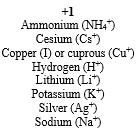 +1
Ammonium (NH₄⁺)
Cesium (Cs⁺)
Copper (I) or cuprous (Cu⁺)
Hydrogen (H⁺)
Lithium (Li⁺)
Potassium (K⁺)
Silver (Ag⁺)
Sodium (Na⁺)